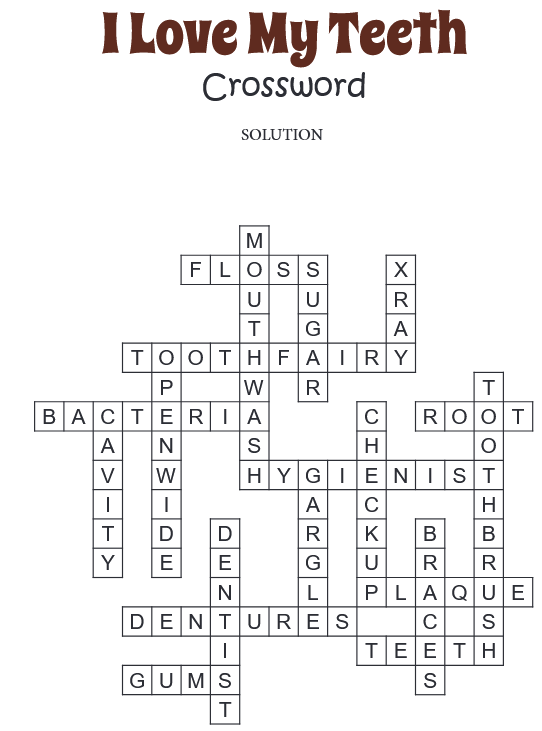 I Love My Teeth
Crossword
SOLUTION
M
F L O S S X
U U R
T G A
T O O T H F A I R Y
P W R T
B A C T E R I A C R O O T
A N S H O
V W H Y G I E N I S T
I I A C H
T D D R K B B
Y E E G U R R
N L P L A Q U E
D E N T U R E S C S
I T E E T H
G U M S S
T